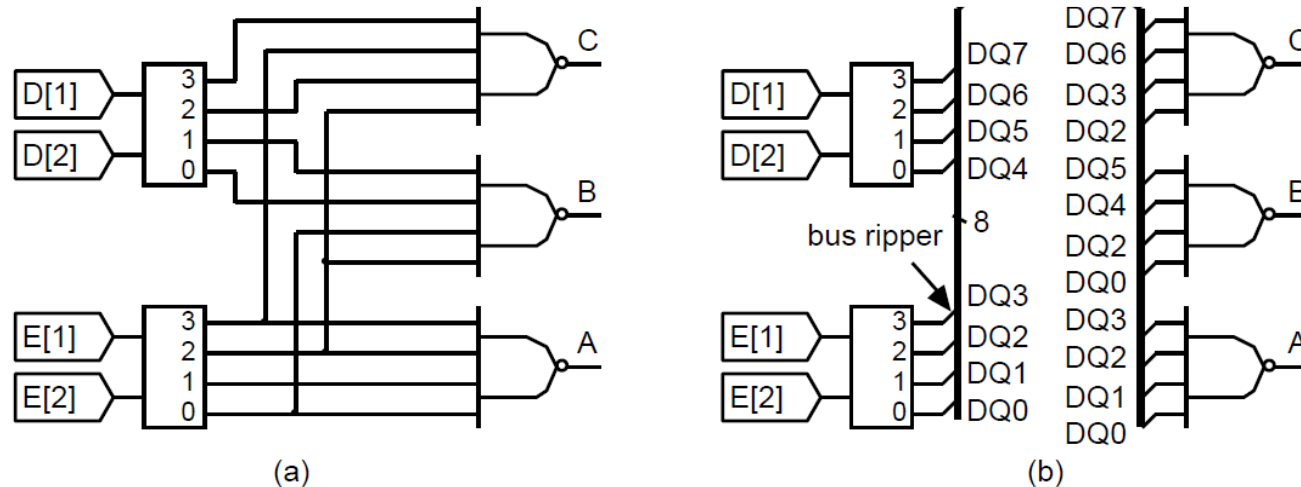 C
3
D[1]
2
1
D[2]
0
B
3
E[1]
2
A
1
E[2]
0
(a)
DQ7
DQ7
C
DQ6
3
D[1]
DQ6
DQ3
2
DQ5
DQ2
1
D[2]
DQ4
0
DQ5
B
DQ4
8
bus ripper
DQ2
DQ0
DQ3
DQ3
3
E[1]
DQ2
DQ2
A
2
DQ1
1
E[2]
DQ1
DQ0
0
DQ0
(b)